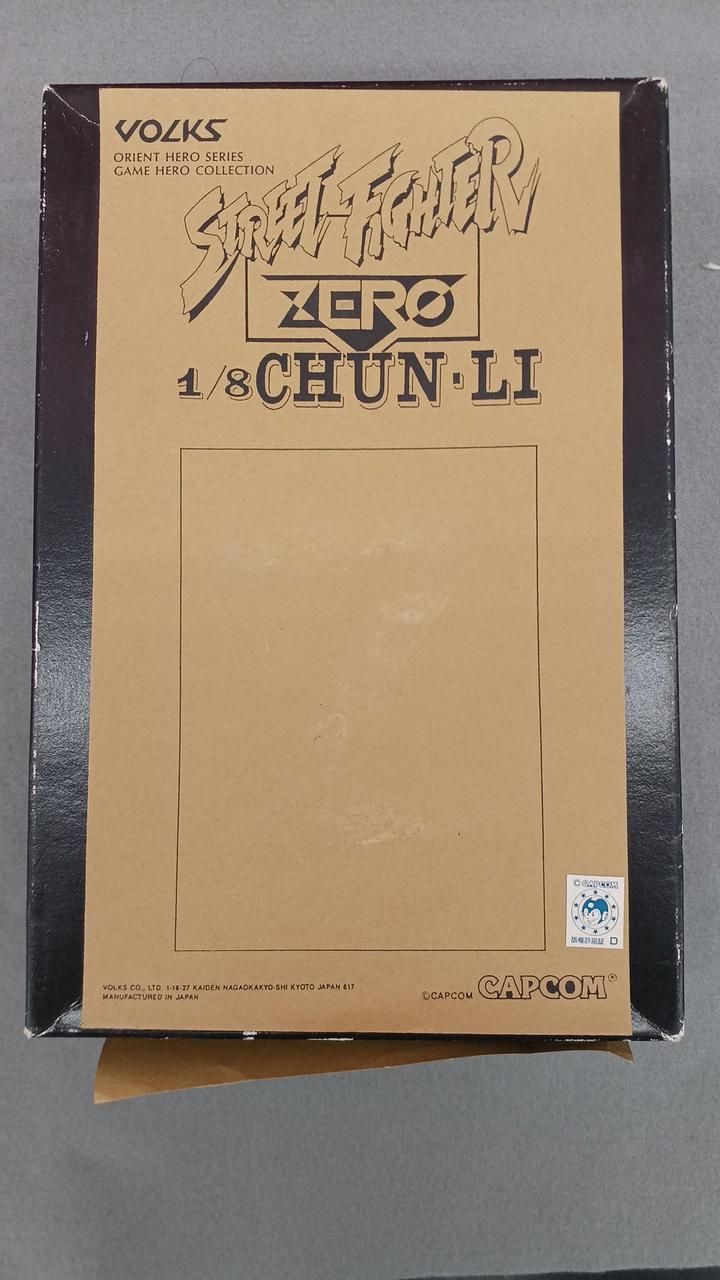 VOLKS
ORIENT HERO SERIES
GAME HERO COLLECTION
STREET FIGHTER
ZERO
1/8 CHUN·LI
© CAPCOM
版権許諾証 D
VOLKS CO., LTD. 1-18-27 KAIDEN NAGAOKAKYO-SHI KYOTO JAPAN 617
MANUFACTURED IN JAPAN
©CAPCOM CAPCOM®